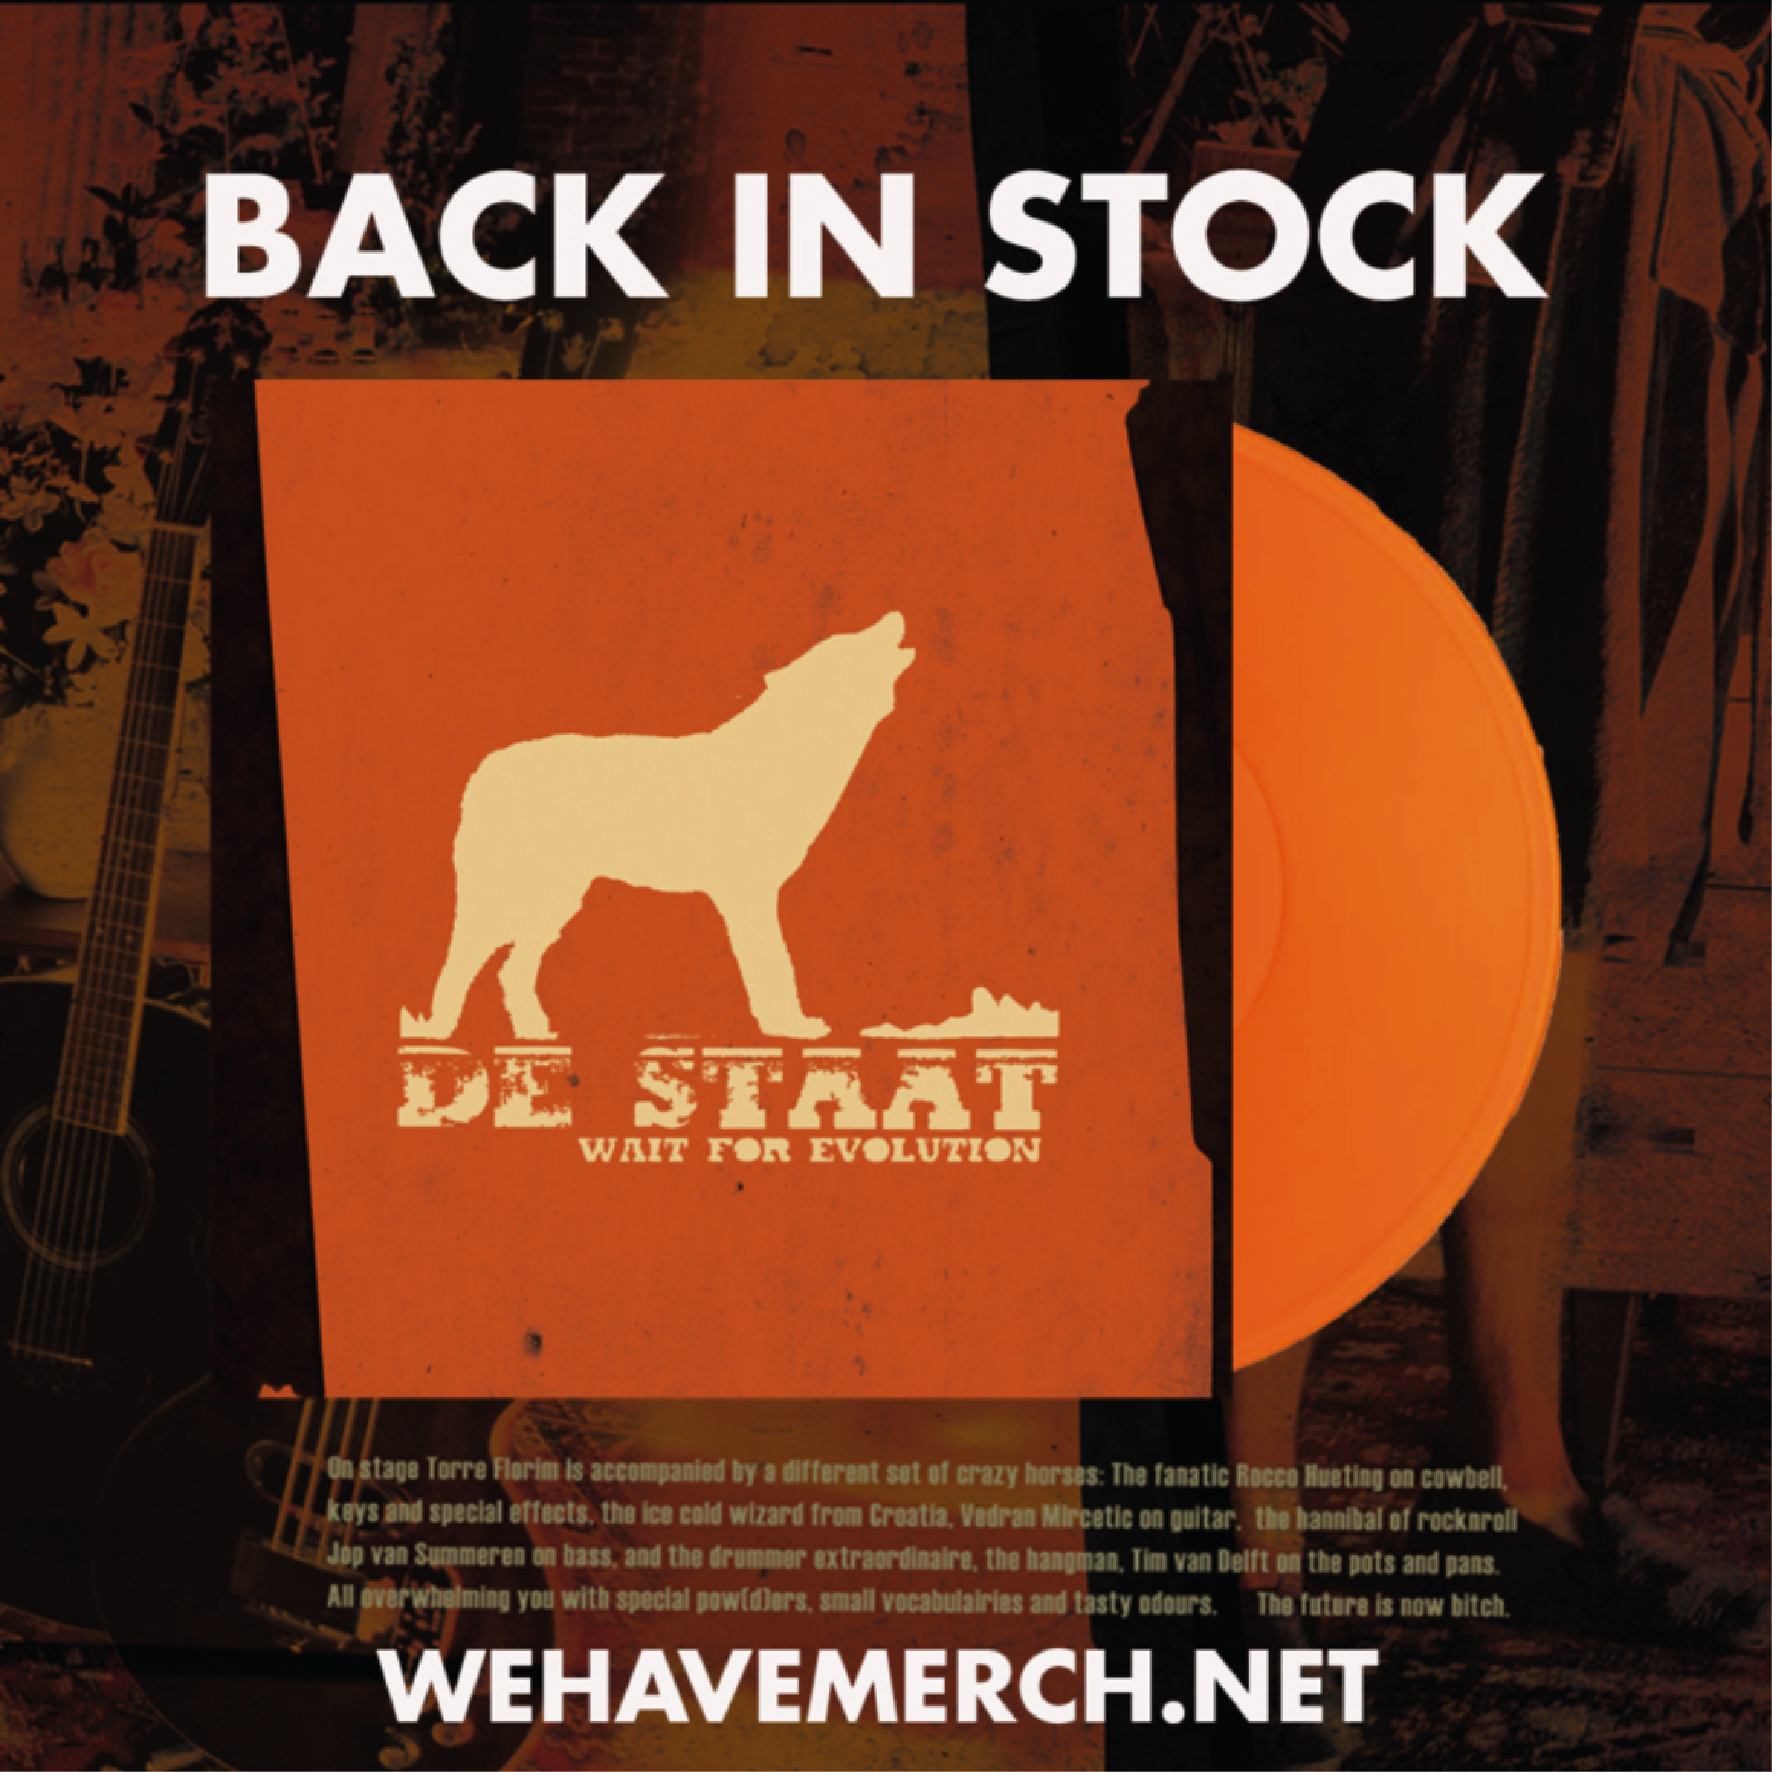 BACK IN STOCK
DE STAAT
WAIT FOR EVOLUTION
On stage Torre Florim is accompanied by a different set of crazy horses: The fanatic Rocco Hueting on cowbell,
keys and special effects, the ice cold wizard from Croatia, Vedran Mircetic on guitar, the hannibal of rocknroll
Jop van Summeren on bass, and the drummer extraordinaire, the hangman, Tim van Delft on the pots and pans.
All overwhelming you with special pow(d)ers, small vocabulairies and tasty odours. The future is now bitch.
WEHAVEMERCH.NET